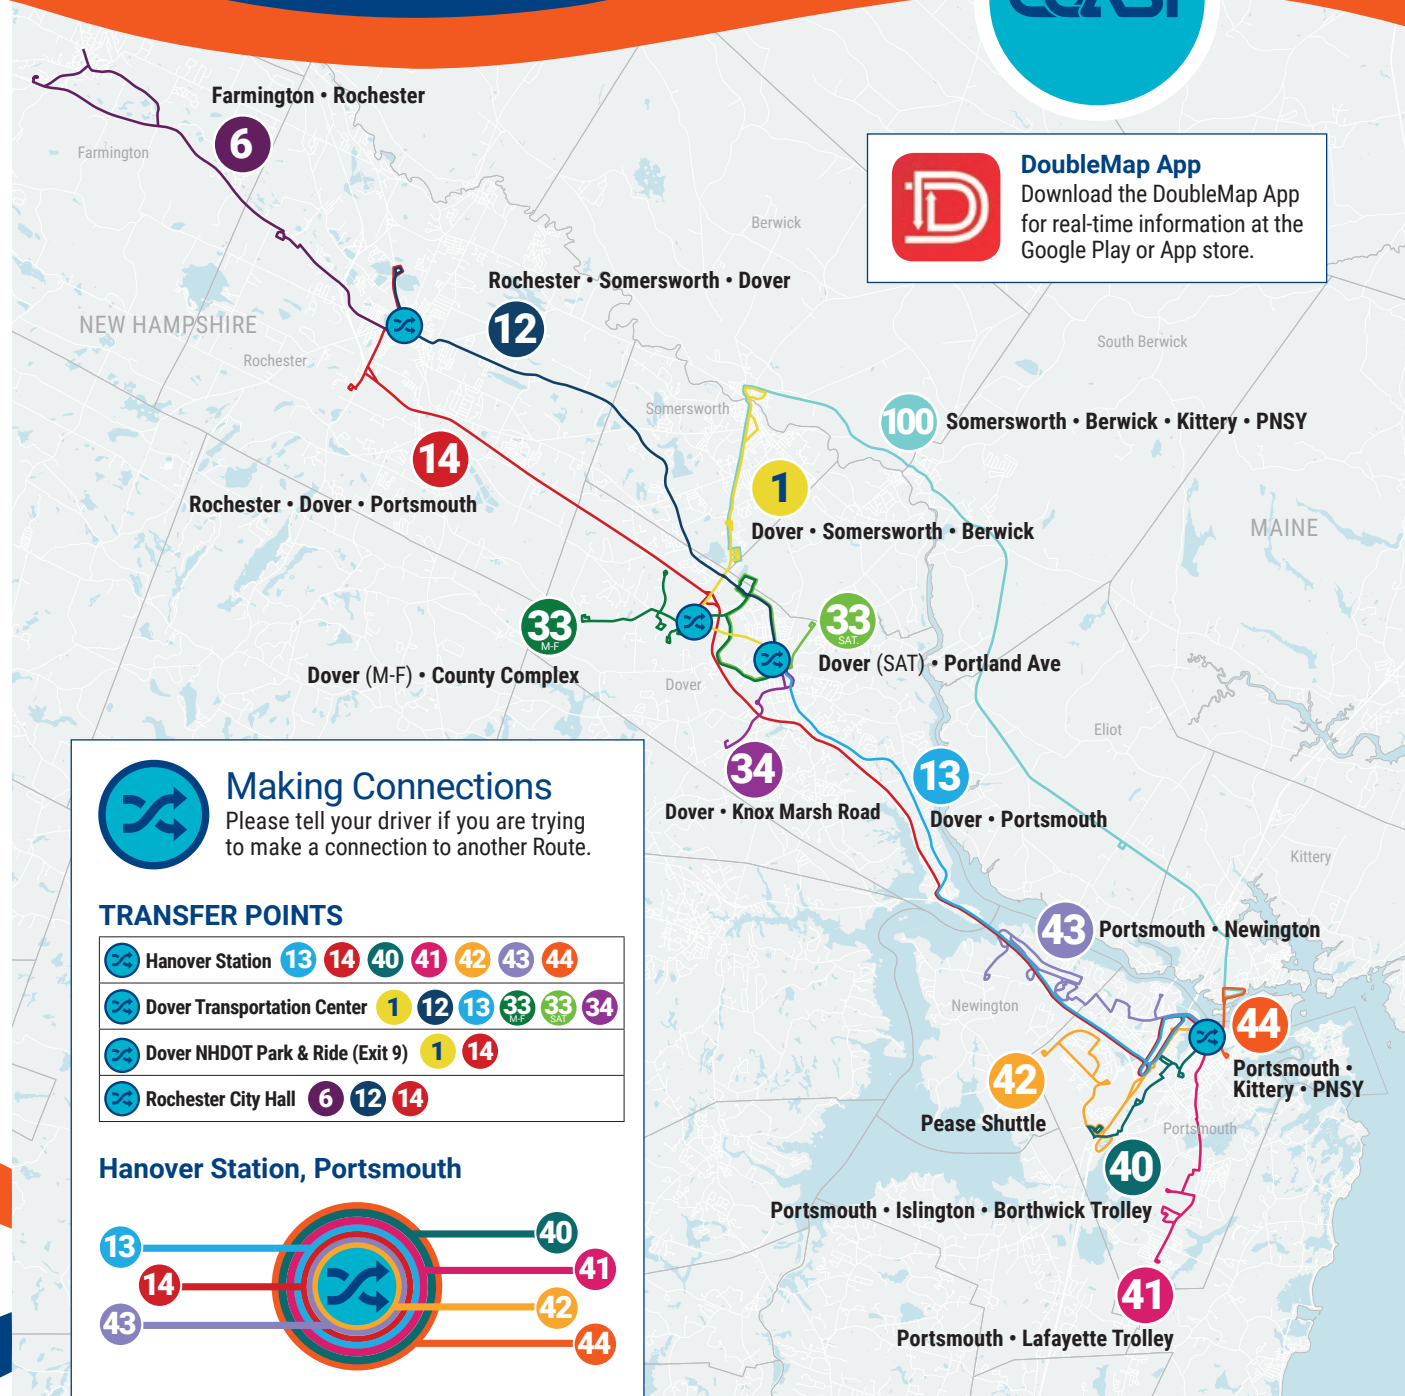 COAST
Farmington • Rochester
6
Farmington
DoubleMap App
Download the DoubleMap App
for real-time information at the
Google Play or App store.
Berwick
Rochester • Somersworth • Dover
12
NEW HAMPSHIRE
Rochester
South Berwick
Somersworth
100 Somersworth • Berwick • Kittery • PNSY
14
Rochester • Dover • Portsmouth
1
Dover • Somersworth • Berwick
MAINE
33
M-F
Dover (M-F) • County Complex
33
SAT.
Dover (SAT) • Portland Ave
Dover
Eliot
34
Dover • Knox Marsh Road
13
Dover • Portsmouth
Kittery
43 Portsmouth • Newington
Newington
44
Portsmouth •
Kittery • PNSY
42
Pease Shuttle
Portsmouth
40
Portsmouth • Islington • Borthwick Trolley
41
Portsmouth • Lafayette Trolley
Making Connections
Please tell your driver if you are trying
to make a connection to another Route.
TRANSFER POINTS
Hanover Station 13 14 40 41 42 43 44
Dover Transportation Center 1 12 13 33 M-F 33 SAT 34
Dover NHDOT Park & Ride (Exit 9) 1 14
Rochester City Hall 6 12 14
Hanover Station, Portsmouth
13
14
43
40
41
42
44